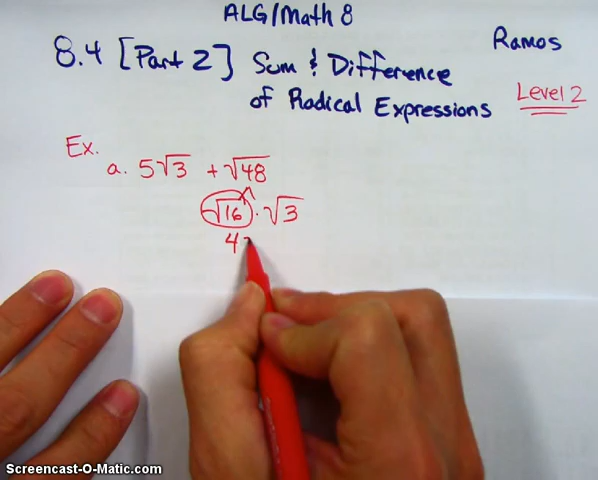 ALG/Math 8
Ramos
8.4 [Part 2] Sum & Difference
of Radical Expressions
Level 2
Ex.
a. 5√3 + √48
√16 · √3
4
Screencast-O-Matic.com